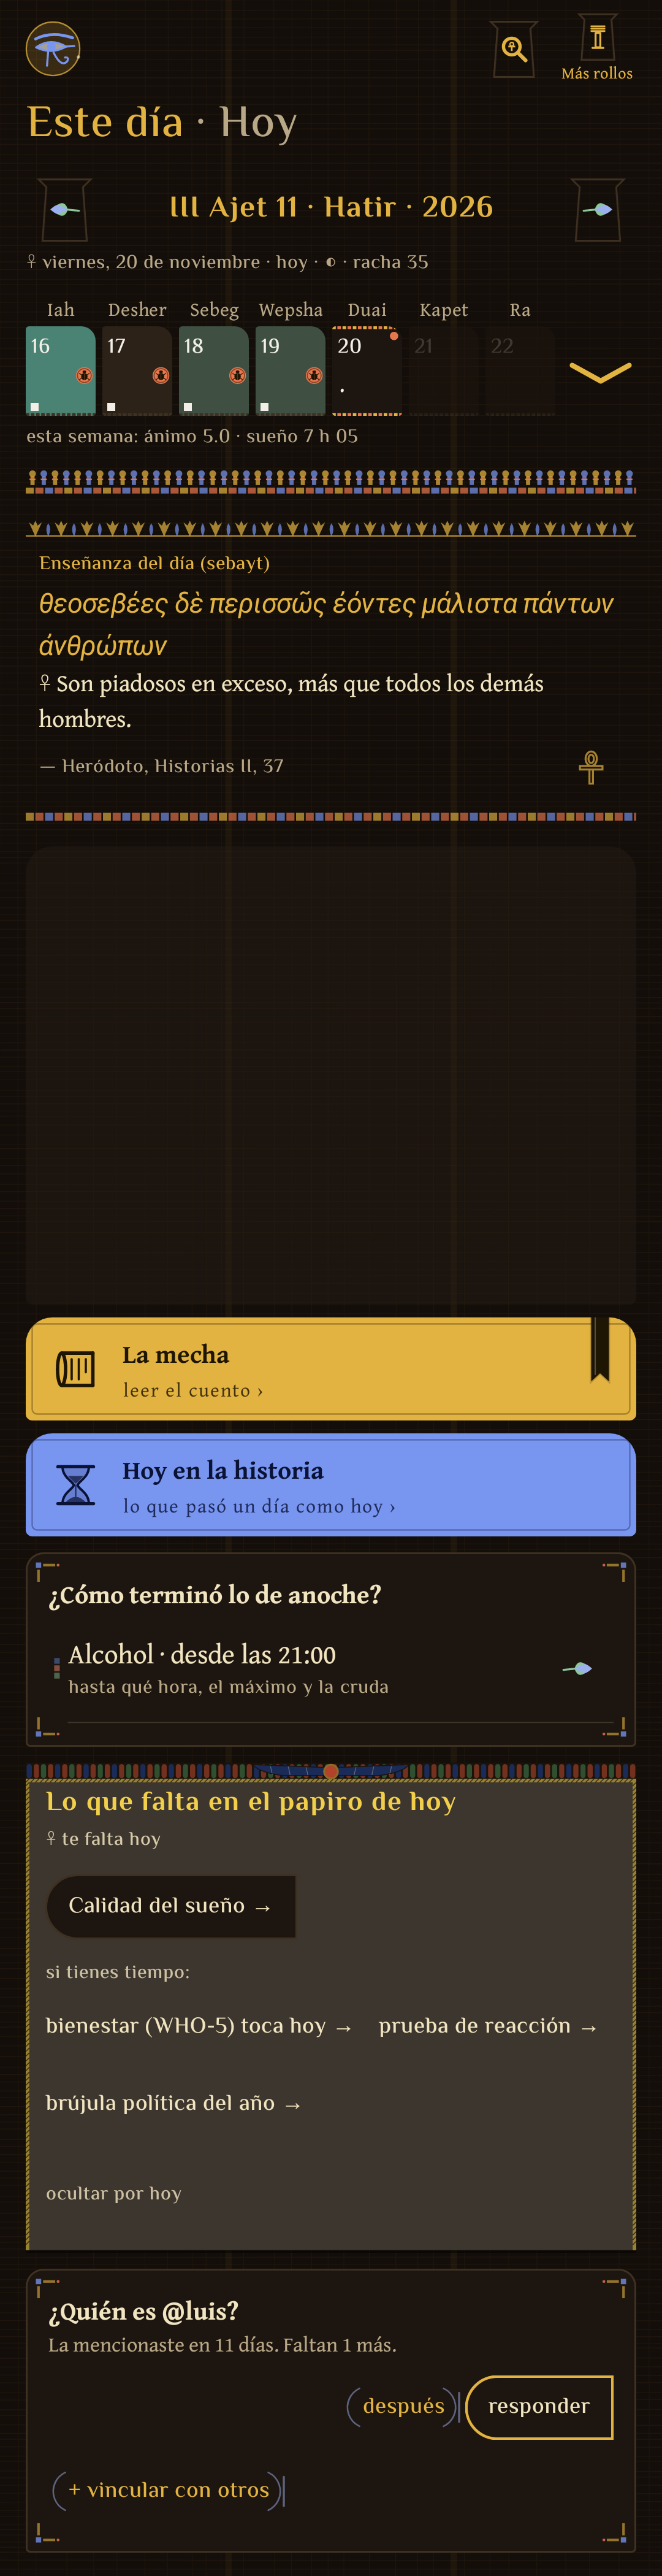 Más rollos
Este día · Hoy
III Ajet 11 · Hatir · 2026
viernes, 20 de noviembre · hoy · ◐ · racha 35
Iah Desher Sebeg Wepsha Duai Kapet Ra
16 17 18 19 20 21 22
esta semana: ánimo 5.0 · sueño 7 h 05
Enseñanza del día (sebayt)
θεοσεβέες δὲ περισσῶς ἐόντες μάλιστα πάντων
ἀνθρώπων
Son piadosos en exceso, más que todos los demás
hombres.
— Heródoto, Historias II, 37
La mecha
leer el cuento ›
Hoy en la historia
lo que pasó un día como hoy ›
¿Cómo terminó lo de anoche?
Alcohol · desde las 21:00
hasta qué hora, el máximo y la cruda
Lo que falta en el papiro de hoy
te falta hoy
Calidad del sueño →
si tienes tiempo:
bienestar (WHO-5) toca hoy → prueba de reacción →
brújula política del año →
ocultar por hoy
¿Quién es @luis?
La mencionaste en 11 días. Faltan 1 más.
después responder
+ vincular con otros